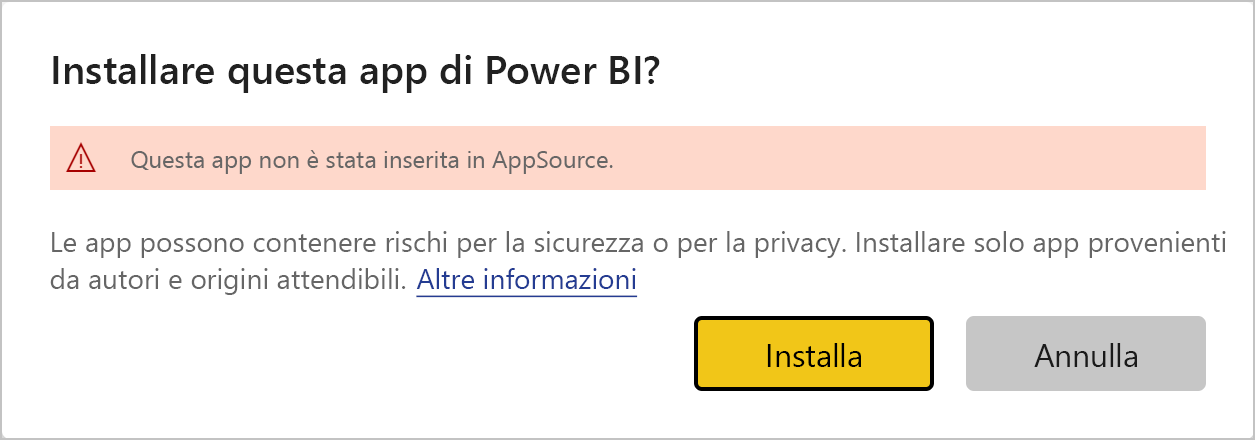 Installare questa app di Power BI?
Questa app non è stata inserita in AppSource.
Le app possono contenere rischi per la sicurezza o per la privacy. Installare solo app provenienti
da autori e origini attendibili. Altre informazioni
Installa
Annulla